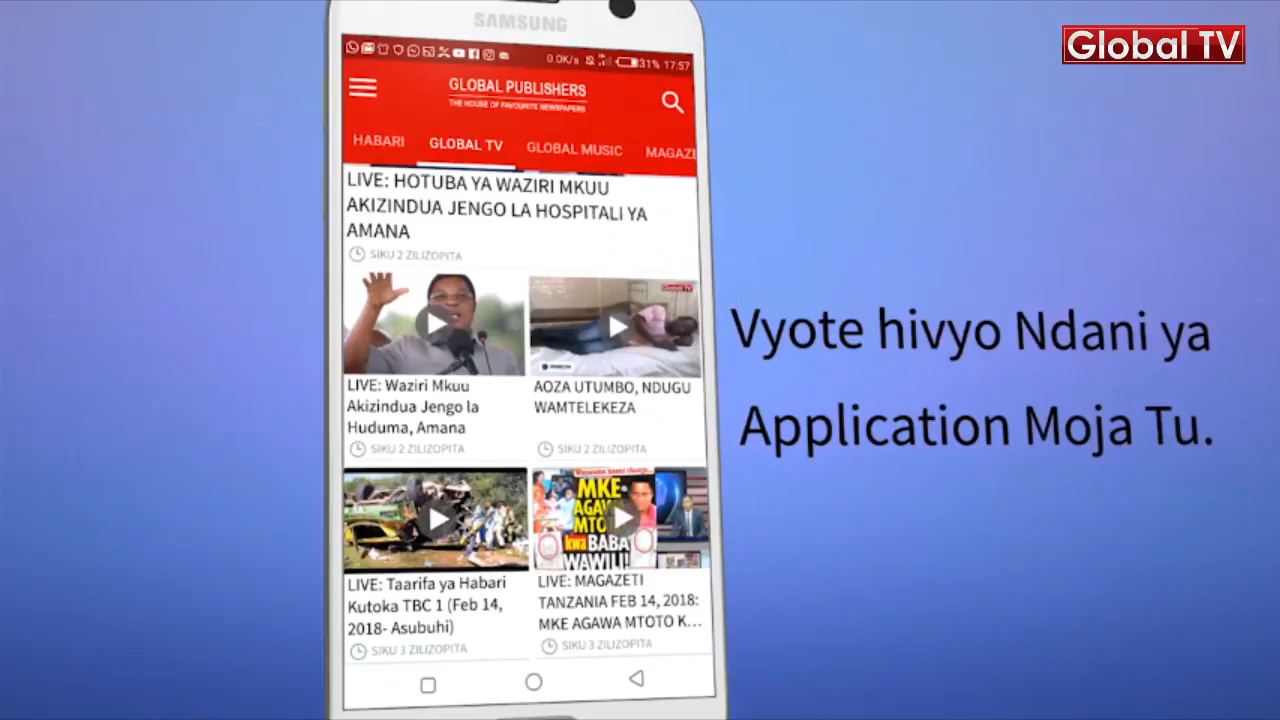 SAMSUNG
Global TV
0.0K/s 31% 17:57
GLOBAL PUBLISHERS
THE HOUSE OF FAVOURITE NEWSPAPERS
HABARI GLOBAL TV GLOBAL MUSIC MAGAZE
LIVE: HOTUBA YA WAZIRI MKUU
AKIZINDUA JENGO LA HOSPITALI YA
AMANA
SIKU 2 ZILIZOPITA
Global TV
LIVE: Waziri Mkuu
Akizindua Jengo la
Huduma, Amana
SIKU 2 ZILIZOPITA
AOZA UTUMBO, NDUGU
WAMTELEKEZA
SIKU 2 ZILIZOPITA
MKE
AGAWA
MTO
kwa BABA
WAWILI!
LIVE: Taarifa ya Habari
Kutoka TBC 1 (Feb 14,
2018- Asubuhi)
SIKU 3 ZILIZOPITA
LIVE: MAGAZETI
TANZANIA FEB 14, 2018:
MKE AGAWA MTOTO K...
SIKU 3 ZILIZOPITA
Vyote hivyo Ndani ya
Application Moja Tu.